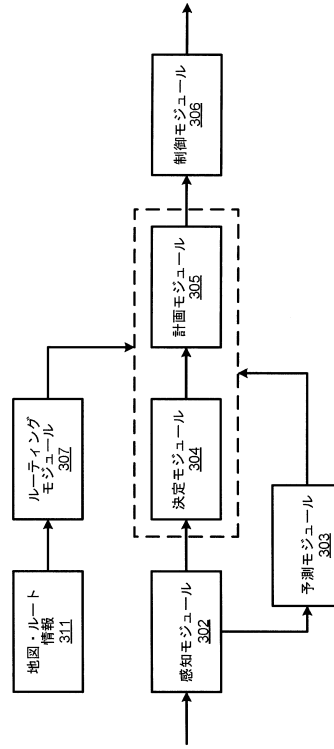 地図・ルート
情報
311
ルーティング
モジュール
307
感知モジュール
302
決定モジュール
304
計画モジュール
305
制御モジュール
306
予測モジュール
303